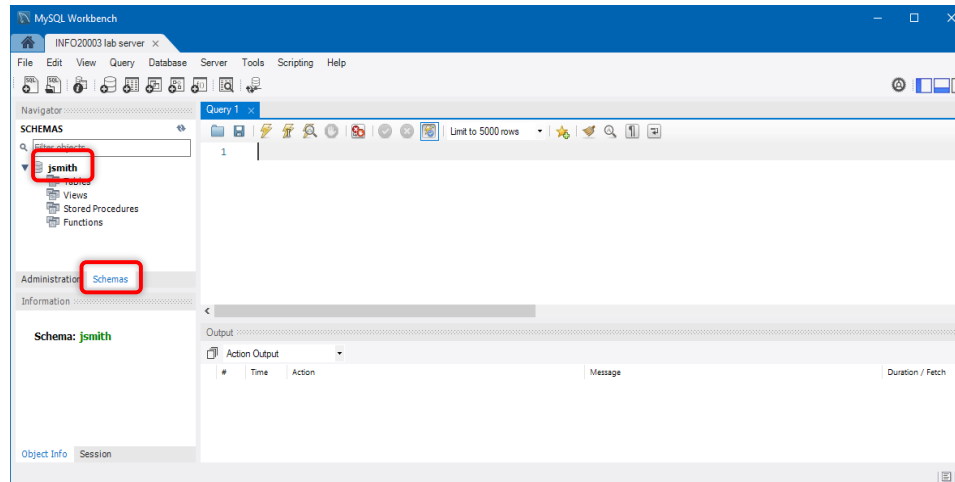 MySQL Workbench
INFO20003 lab server
File Edit View Query Database Server Tools Scripting Help
Navigator
Query 1
SCHEMAS
Limit to 5000 rows
Filter objects
1
jsmith
Tables
Views
Stored Procedures
Functions
Administration Schemas
Information
Schema: jsmith
Output
Action Output
# Time Action Message Duration / Fetch
Object Info Session